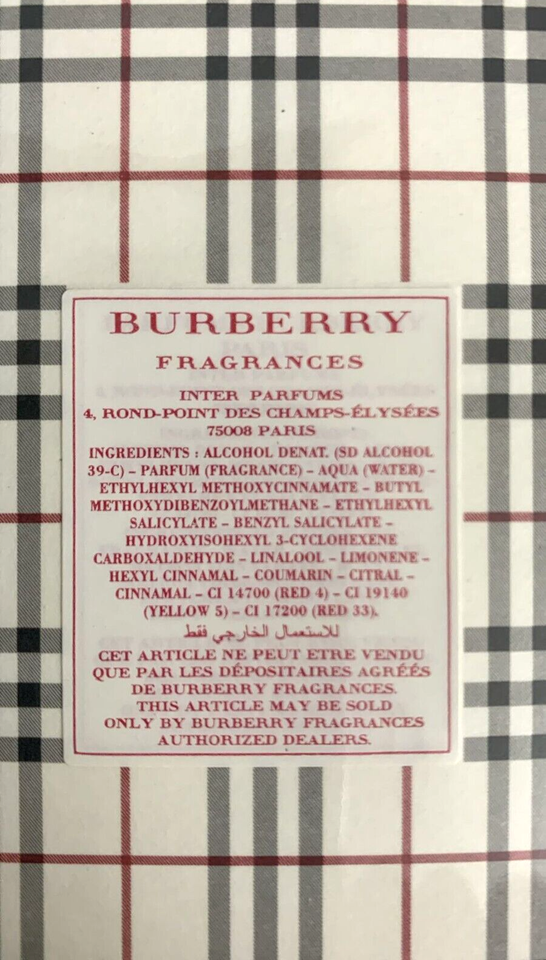 BURBERRY
FRAGRANCES
INTER PARFUMS
4, ROND-POINT DES CHAMPS-ÉLYSÉES
75008 PARIS
INGREDIENTS : ALCOHOL DENAT. (SD ALCOHOL
39-C) – PARFUM (FRAGRANCE) – AQUA (WATER) –
ETHYLHEXYL METHOXYCINNAMATE – BUTYL
METHOXYDIBENZOYLMETHANE – ETHYLHEXYL
SALICYLATE – BENZYL SALICYLATE –
HYDROXYISOHEXYL 3-CYCLOHEXENE
CARBOXALDEHYDE – LINALOOL – LIMONENE –
HEXYL CINNAMAL – COUMARIN – CITRAL –
CINNAMAL – CI 14700 (RED 4) – CI 19140
(YELLOW 5) – CI 17200 (RED 33).
للاستعمال الخارجي فقط
CET ARTICLE NE PEUT ETRE VENDU
QUE PAR LES DÉPOSITAIRES AGRÉÉS
DE BURBERRY FRAGRANCES.
THIS ARTICLE MAY BE SOLD
ONLY BY BURBERRY FRAGRANCES
AUTHORIZED DEALERS.